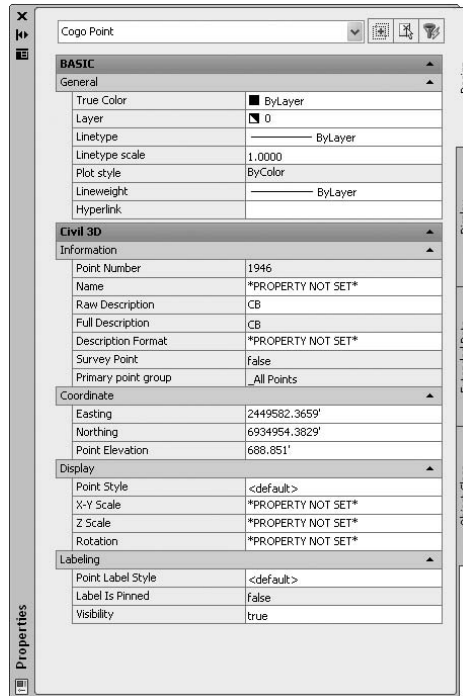 Cogo Point
BASIC
General
True Color ByLayer
Layer 0
Linetype ByLayer
Linetype scale 1.0000
Plot style ByColor
Lineweight ByLayer
Hyperlink
Civil 3D
Information
Point Number 1946
Name *PROPERTY NOT SET*
Raw Description CB
Full Description CB
Description Format *PROPERTY NOT SET*
Survey Point false
Primary point group _All Points
Coordinate
Easting 2449582.3659'
Northing 6934954.3829'
Point Elevation 688.851'
Display
Point Style <default>
X-Y Scale *PROPERTY NOT SET*
Z Scale *PROPERTY NOT SET*
Rotation *PROPERTY NOT SET*
Labeling
Point Label Style <default>
Label Is Pinned false
Visibility true
Properties